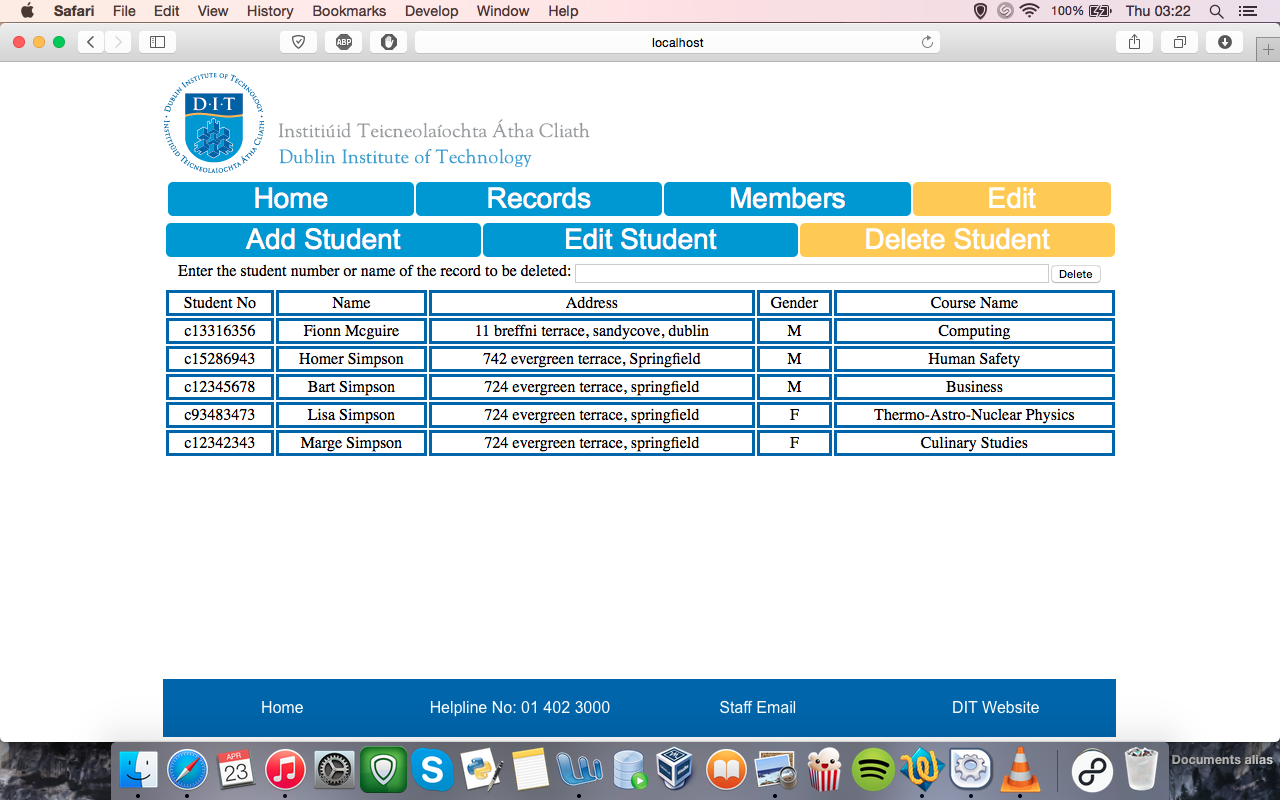 Safari File Edit View History Bookmarks Develop Window Help 100% Thu 03:22
ABP localhost
DUBLIN INSTITUTE OF TECHNOLOGY
INSTITIÚID TEICNEOLAÍOCHTA ÁTHA CLIATH
D·I·T
Institiúid Teicneolaíochta Átha Cliath
Dublin Institute of Technology
Home Records Members Edit
Add Student Edit Student Delete Student
Enter the student number or name of the record to be deleted: Delete
Student No Name Address Gender Course Name
c13316356 Fionn Mcguire 11 breffni terrace, sandycove, dublin M Computing
c15286943 Homer Simpson 742 evergreen terrace, Springfield M Human Safety
c12345678 Bart Simpson 724 evergreen terrace, springfield M Business
c93483473 Lisa Simpson 724 evergreen terrace, springfield F Thermo-Astro-Nuclear Physics
c12342343 Marge Simpson 724 evergreen terrace, springfield F Culinary Studies
Home Helpline No: 01 402 3000 Staff Email DIT Website
APR
23
Documents alias